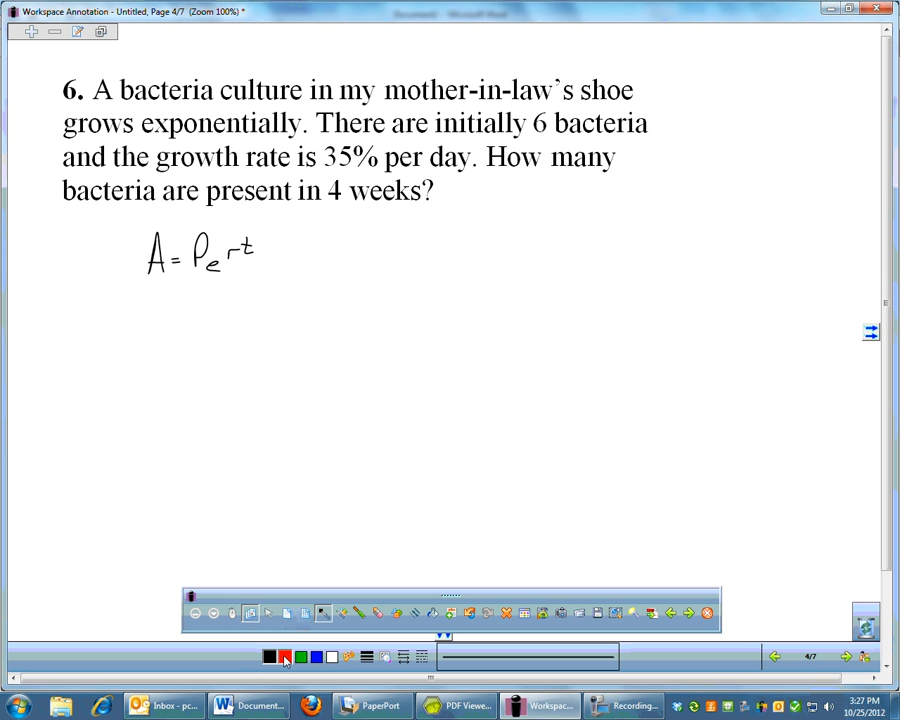 Workspace Annotation - Untitled, Page 4/7 (Zoom 100%) *
Document2 - Microsoft Word
6. A bacteria culture in my mother-in-law's shoe
grows exponentially. There are initially 6 bacteria
and the growth rate is 35% per day. How many
bacteria are present in 4 weeks?
A = Pe rt
4/7
Inbox - pc...
Document...
PaperPort
PDF Viewe...
Workspac...
Recording...
3:27 PM
10/25/2012